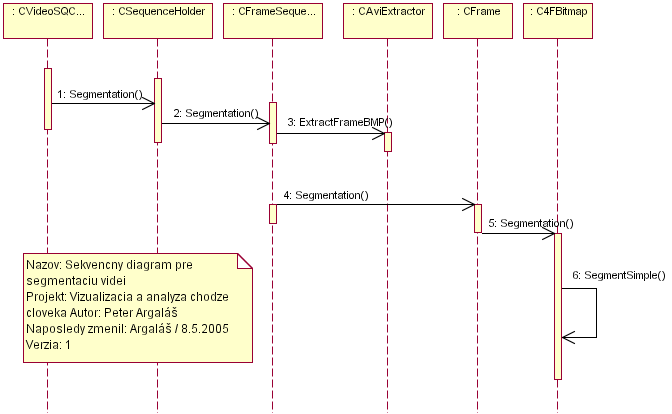 : CVideoSQC...
: CSequenceHolder
: CFrameSeque...
: CAviExtractor
: CFrame
: C4FBitmap
1: Segmentation()
2: Segmentation()
3: ExtractFrameBMP()
4: Segmentation()
5: Segmentation()
6: SegmentSimple()
Nazov: Sekvencny diagram pre
segmentaciu videi
Projekt: Vizualizacia a analyza chodze
cloveka Autor: Peter Argaláš
Naposledy zmenil: Argaláš / 8.5.2005
Verzia: 1